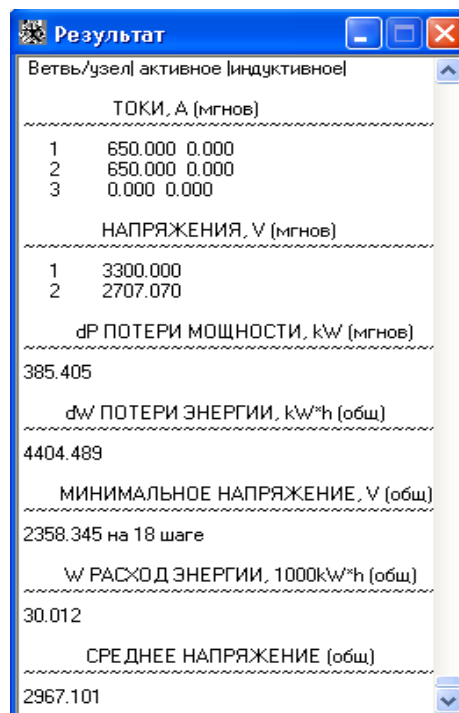 Результат
Ветвь/узел| активное |индуктивное|
ТОКИ, А (мгнов)
~~~~~~~~~~~~~~~~~~~~~~~~~~~~~~~~~~~~~~~~
1 650.000 0.000
2 650.000 0.000
3 0.000 0.000
НАПРЯЖЕНИЯ, V (мгнов)
~~~~~~~~~~~~~~~~~~~~~~~~~~~~~~~~~~~~~~~~
1 3300.000
2 2707.070
dP ПОТЕРИ МОЩНОСТИ, kW (мгнов)
~~~~~~~~~~~~~~~~~~~~~~~~~~~~~~~~~~~~~~~~
385.405
dW ПОТЕРИ ЭНЕРГИИ, kW*h (общ)
~~~~~~~~~~~~~~~~~~~~~~~~~~~~~~~~~~~~~~~~
4404.489
МИНИМАЛЬНОЕ НАПРЯЖЕНИЕ, V (общ)
~~~~~~~~~~~~~~~~~~~~~~~~~~~~~~~~~~~~~~~~
2358.345 на 18 шаге
W РАСХОД ЭНЕРГИИ, 1000kW*h (общ)
~~~~~~~~~~~~~~~~~~~~~~~~~~~~~~~~~~~~~~~~
30.012
СРЕДНЕЕ НАПРЯЖЕНИЕ (общ)
~~~~~~~~~~~~~~~~~~~~~~~~~~~~~~~~~~~~~~~~
2967.101